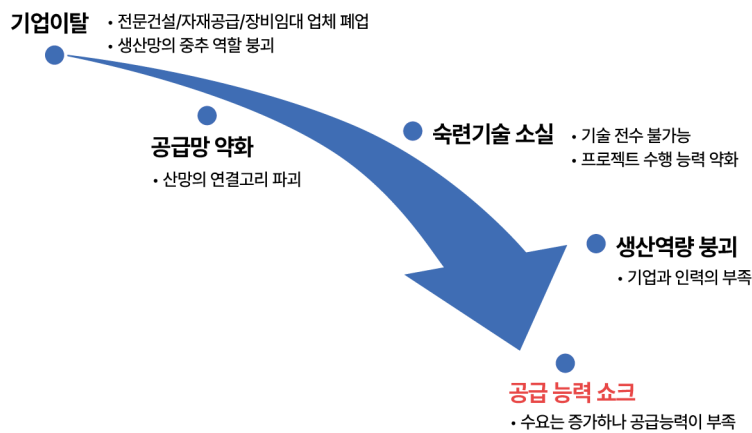 기업이탈
• 전문건설/자재공급/장비임대 업체 폐업
• 생산망의 중추 역할 붕괴
공급망 약화
• 산망의 연결고리 파괴
숙련기술 소실
• 기술 전수 불가능
• 프로젝트 수행 능력 약화
생산역량 붕괴
• 기업과 인력의 부족
공급 능력 쇼크
• 수요는 증가하나 공급능력이 부족